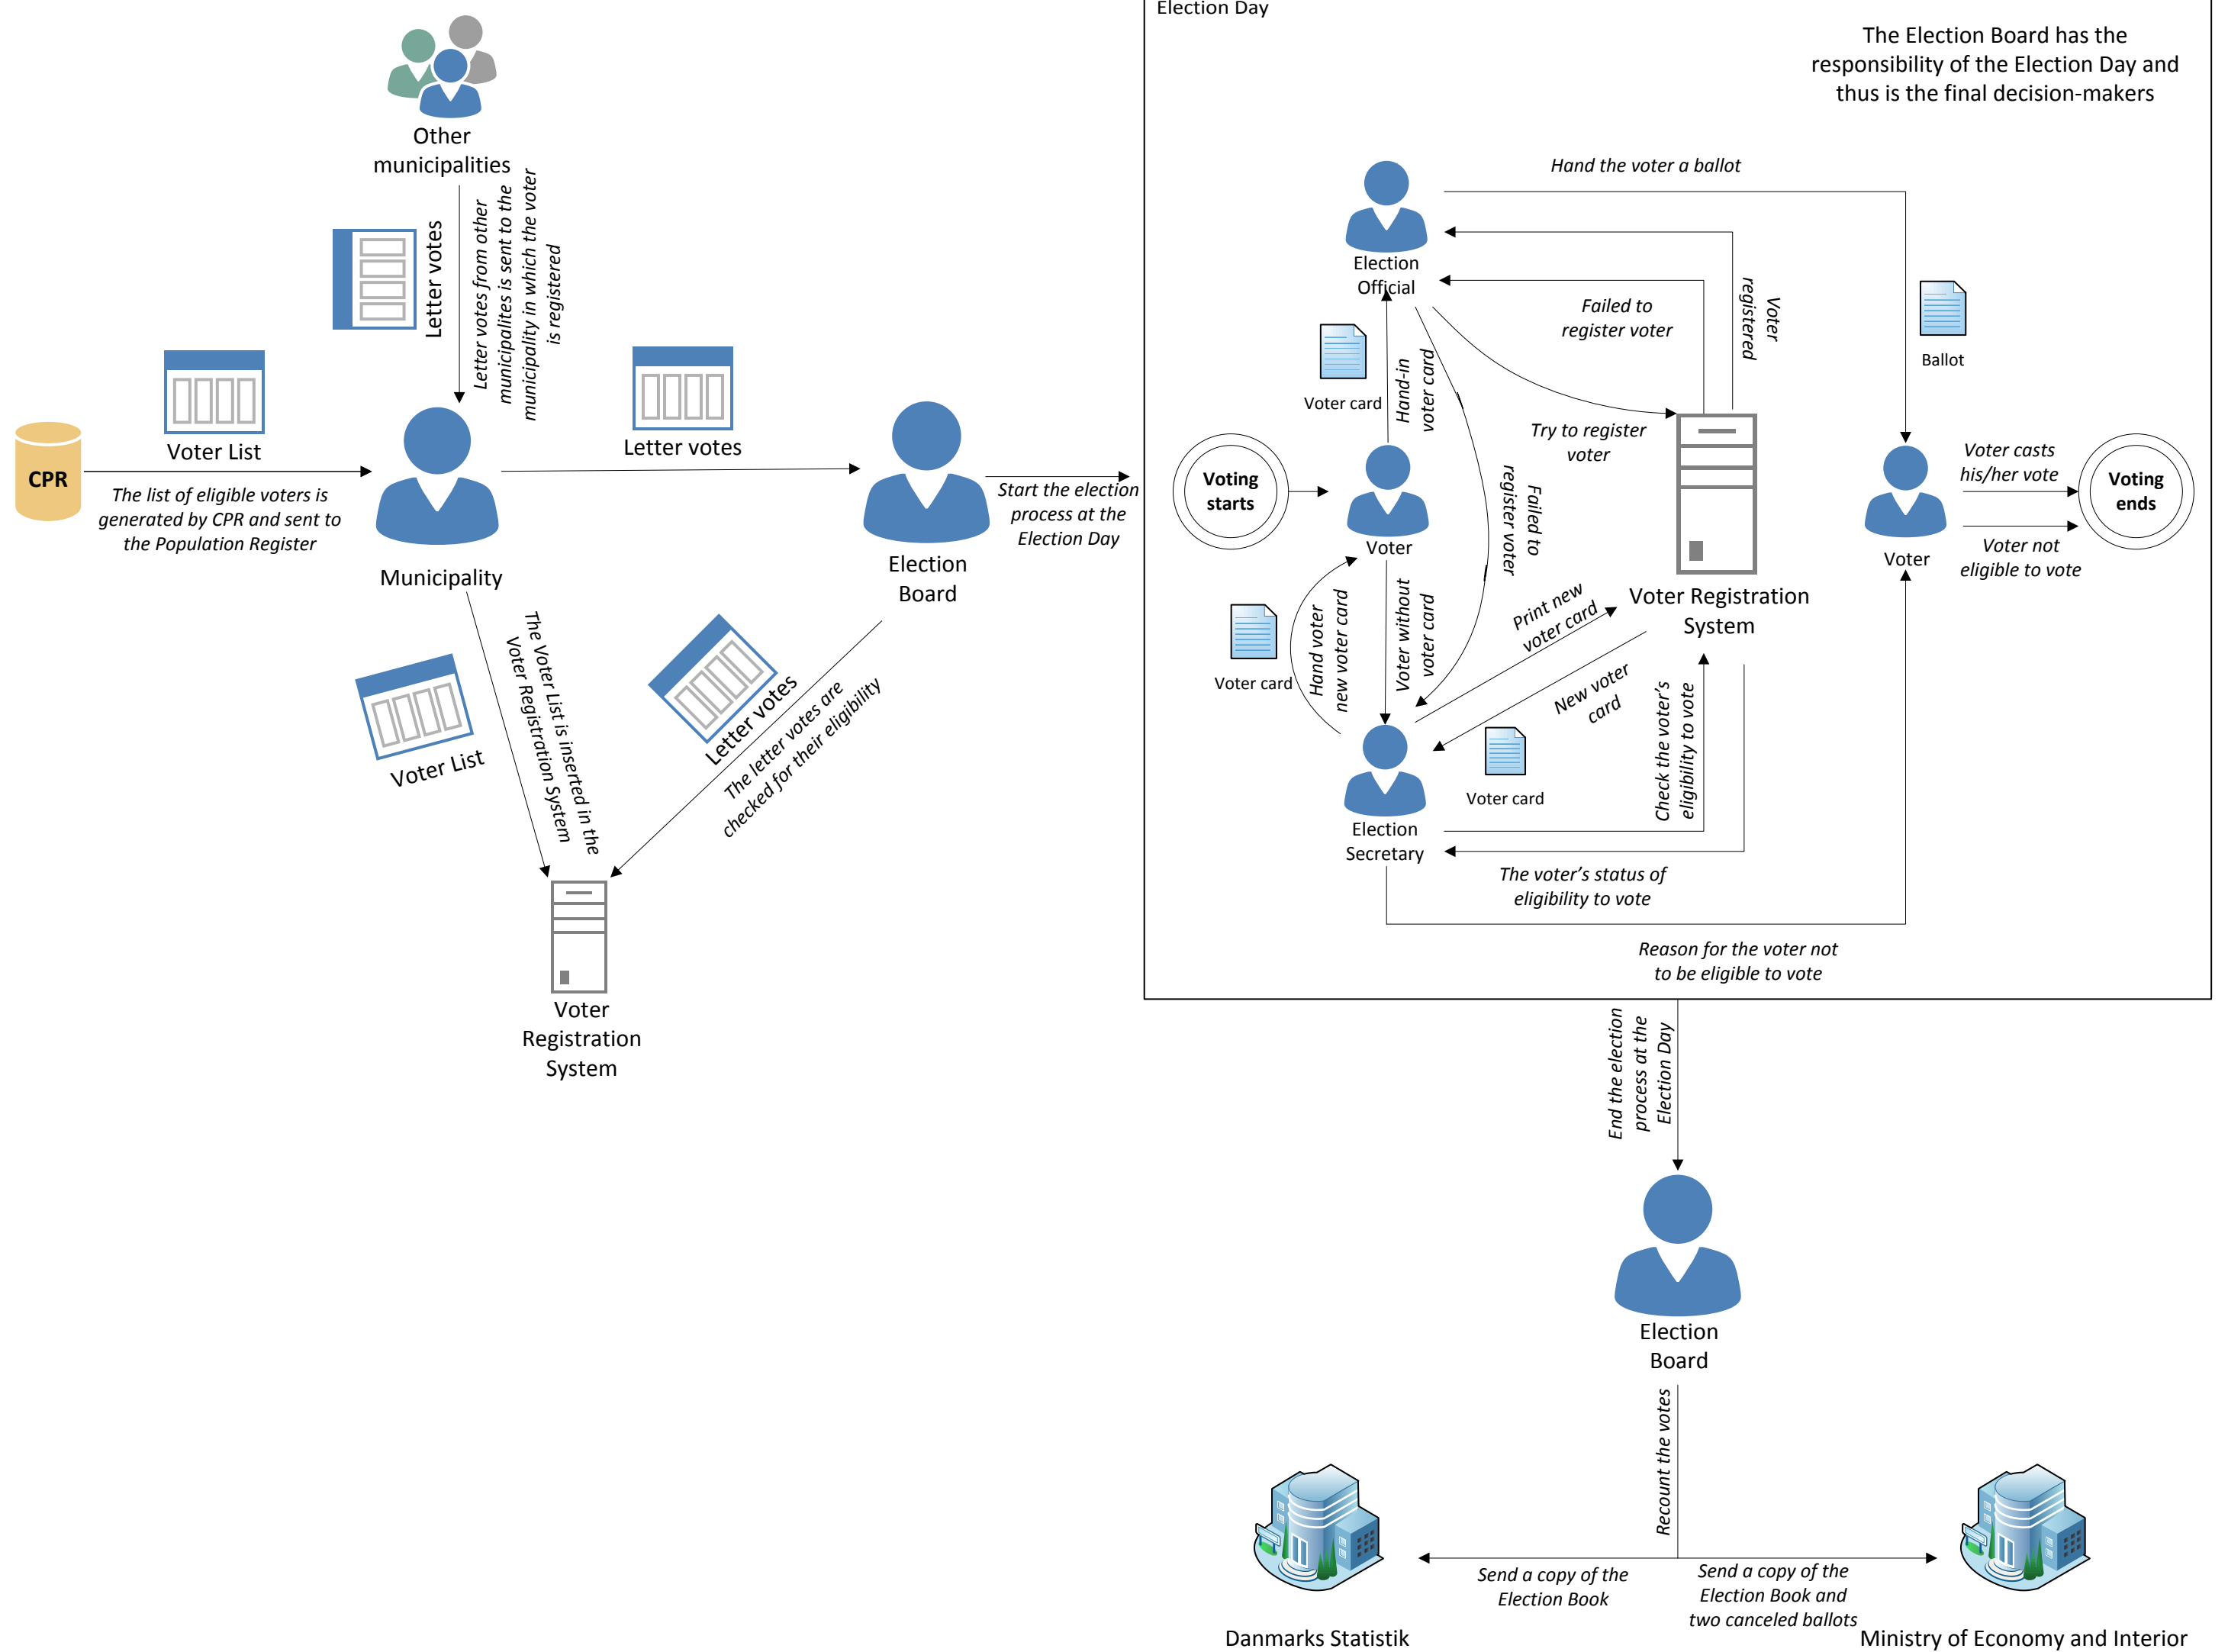 Election Day
The Election Board has the
responsibility of the Election Day and
thus is the final decision-makers
Other
municipalities
Letter votes
Letter votes from other
municipalites is sent to the
municipality in which the voter
is registered
Voter List
CPR
The list of eligible voters is
generated by CPR and sent to
the Population Register
Municipality
Letter votes
Election
Board
Start the election
process at the
Election Day
Voter List
The Voter List is inserted in the
Voter Registration System
Letter votes
The letter votes are
checked for their eligibility
Voter
Registration
System
Hand the voter a ballot
Election
Official
Failed to
register voter
Voter
registered
Ballot
Voter card
Hand-in
voter card
Try to register
voter
Failed to
register voter
Voting
starts
Voter
Voter Registration
System
Voter
Voter casts
his/her vote
Voter not
eligible to vote
Voting
ends
Voter card
Hand voter
new voter card
Voter without
voter card
Print new
voter card
New voter
card
Voter card
Check the voter's
eligibility to vote
Election
Secretary
The voter's status of
eligibility to vote
Reason for the voter not
to be eligible to vote
End the election
process at the
Election Day
Election
Board
Recount the votes
Send a copy of the
Election Book
Send a copy of the
Election Book and
two canceled ballots
Danmarks Statistik
Ministry of Economy and Interior